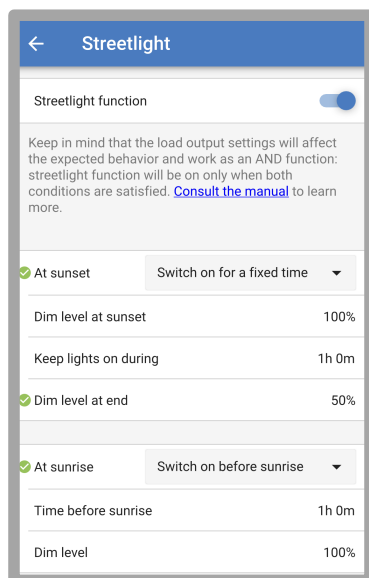 Streetlight
Streetlight function
Keep in mind that the load output settings will affect
the expected behavior and work as an AND function:
streetlight function will be on only when both
conditions are satisfied. Consult the manual to learn
more.
At sunset Switch on for a fixed time
Dim level at sunset 100%
Keep lights on during 1h 0m
Dim level at end 50%
At sunrise Switch on before sunrise
Time before sunrise 1h 0m
Dim level 100%